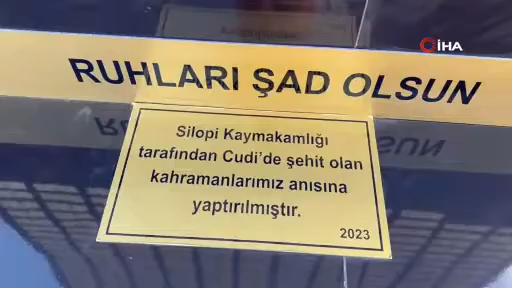 İHA
RUHLARI ŞAD OLSUN
Silopi Kaymakamlığı
tarafından Cudi'de şehit olan
kahramanlarımız anısına
yaptırılmıştır.
2023